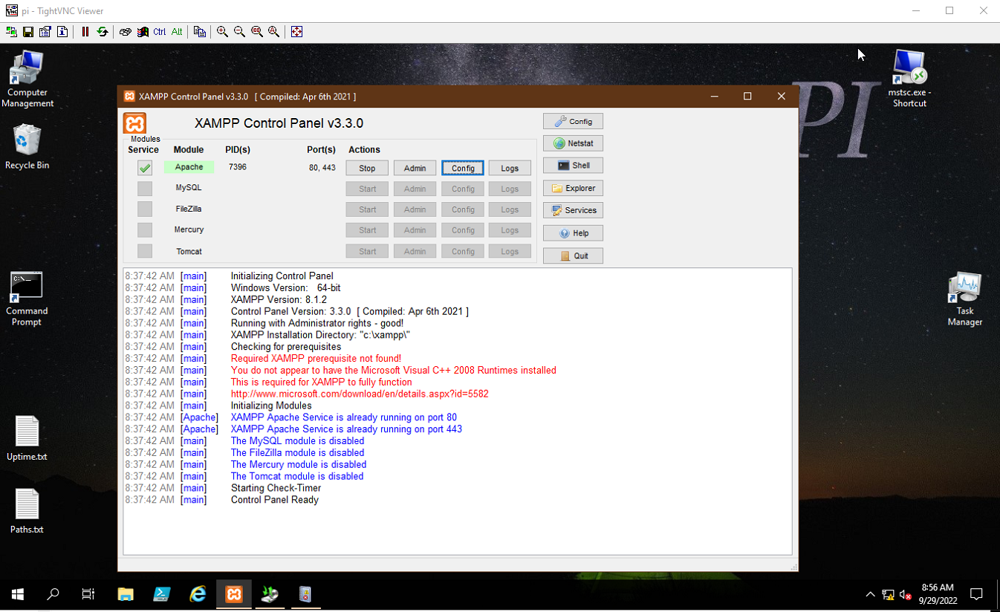 pi - TightVNC Viewer
Ctrl Alt
Computer
Management
Recycle Bin
Command
Prompt
Uptime.txt
Paths.txt
mstsc.exe -
Shortcut
PI
Task
Manager
XAMPP Control Panel v3.3.0 [ Compiled: Apr 6th 2021 ]
XAMPP Control Panel v3.3.0
Modules
Service Module PID(s) Port(s) Actions
Apache 7396 80, 443 Stop Admin Config Logs
MySQL Start Admin Config Logs
FileZilla Start Admin Config Logs
Mercury Start Admin Config Logs
Tomcat Start Admin Config Logs
Config
Netstat
Shell
Explorer
Services
Help
Quit
8:37:42 AM [main] Initializing Control Panel
8:37:42 AM [main] Windows Version: 64-bit
8:37:42 AM [main] XAMPP Version: 8.1.2
8:37:42 AM [main] Control Panel Version: 3.3.0 [ Compiled: Apr 6th 2021 ]
8:37:42 AM [main] Running with Administrator rights - good!
8:37:42 AM [main] XAMPP Installation Directory: "c:\xampp\"
8:37:42 AM [main] Checking for prerequisites
8:37:42 AM [main] Required XAMPP prerequisite not found!
8:37:42 AM [main] You do not appear to have the Microsoft Visual C++ 2008 Runtimes installed
8:37:42 AM [main] This is required for XAMPP to fully function
8:37:42 AM [main] http://www.microsoft.com/download/en/details.aspx?id=5582
8:37:42 AM [main] Initializing Modules
8:37:42 AM [Apache] XAMPP Apache Service is already running on port 80
8:37:42 AM [Apache] XAMPP Apache Service is already running on port 443
8:37:42 AM [main] The MySQL module is disabled
8:37:42 AM [main] The FileZilla module is disabled
8:37:42 AM [main] The Mercury module is disabled
8:37:42 AM [main] The Tomcat module is disabled
8:37:42 AM [main] Starting Check-Timer
8:37:42 AM [main] Control Panel Ready
8:56 AM
9/29/2022